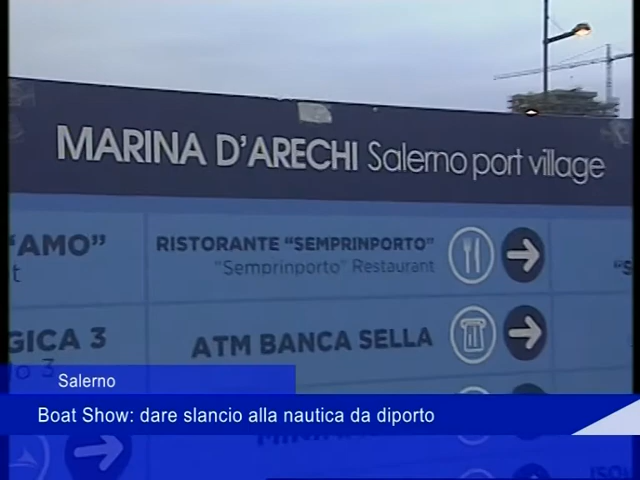 MARINA D'ARECHI Salerno port village
"AMO"
RISTORANTE "SEMPRINPORTO"
"Semprinporto" Restaurant
GICA 3
o 3
ATM BANCA SELLA
Salerno
Boat Show: dare slancio alla nautica da diporto